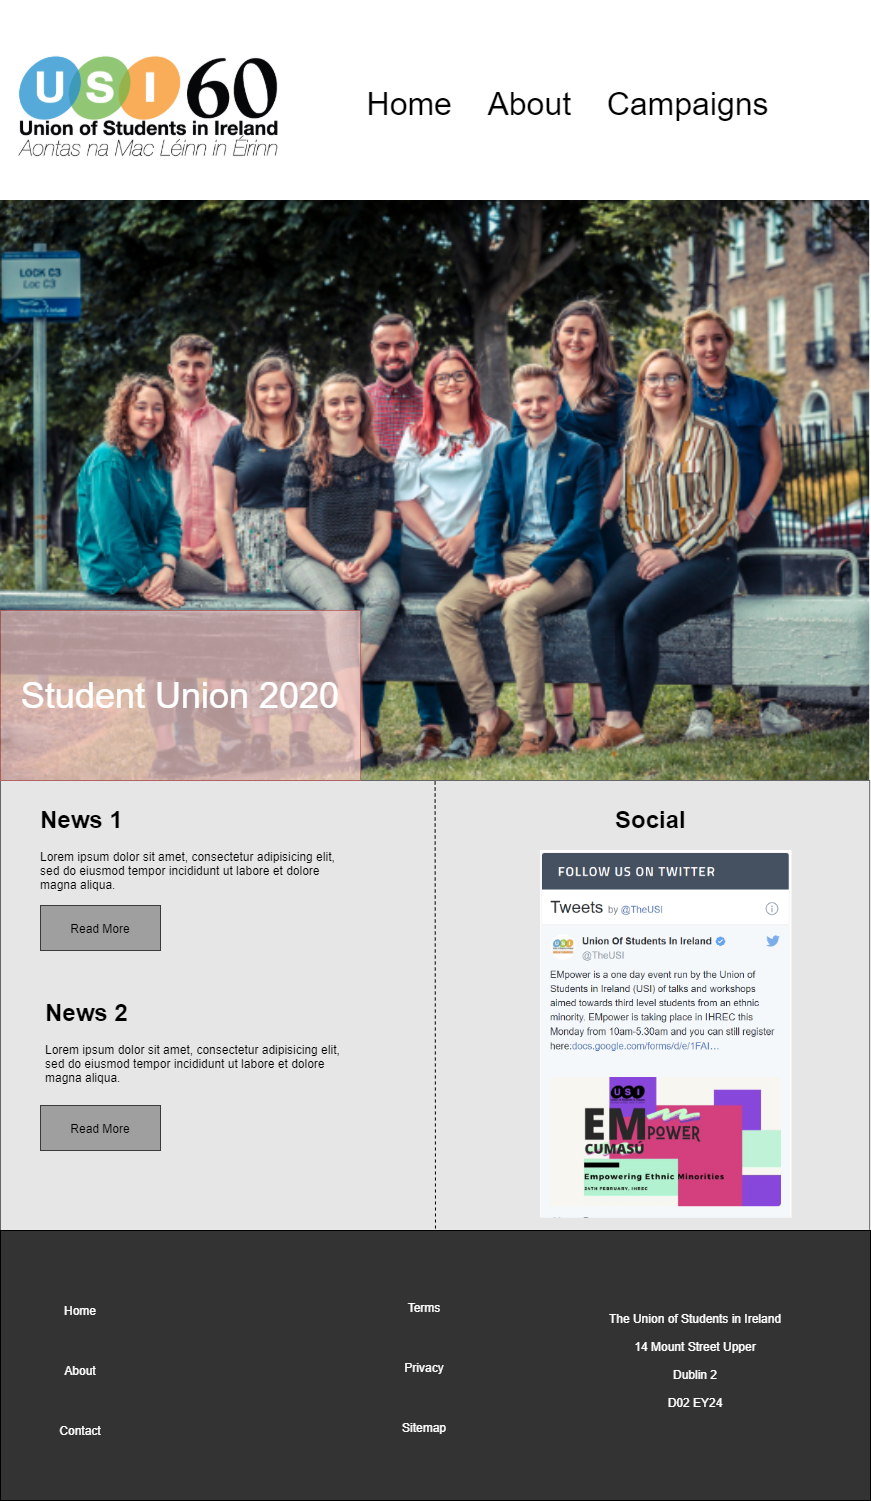 USI60
Union of Students in Ireland
Aontas na Mac Léinn in Éirinn
Home About Campaigns
LOCK C3
Loc C3
Student Union 2020
News 1
Lorem ipsum dolor sit amet, consectetur adipisicing elit,
sed do eiusmod tempor incididunt ut labore et dolore
magna aliqua.
Read More
News 2
Lorem ipsum dolor sit amet, consectetur adipisicing elit,
sed do eiusmod tempor incididunt ut labore et dolore
magna aliqua.
Read More
Social
FOLLOW US ON TWITTER
Tweets by @TheUSI
USI
Union Of Students In Ireland
@TheUSI
EMpower is a one day event run by the Union of
Students in Ireland (USI) of talks and workshops
aimed towards third level students from an ethnic
minority. EMpower is taking place in IHREC this
Monday from 10am-5.30am and you can still register
here:docs.google.com/forms/d/e/1FAI…
USI
EMPOWER
CUMASÚ
Empowering Ethnic Minorities
24TH FEBRUARY, IHREC
Home
About
Contact
Terms
Privacy
Sitemap
The Union of Students in Ireland
14 Mount Street Upper
Dublin 2
D02 EY24